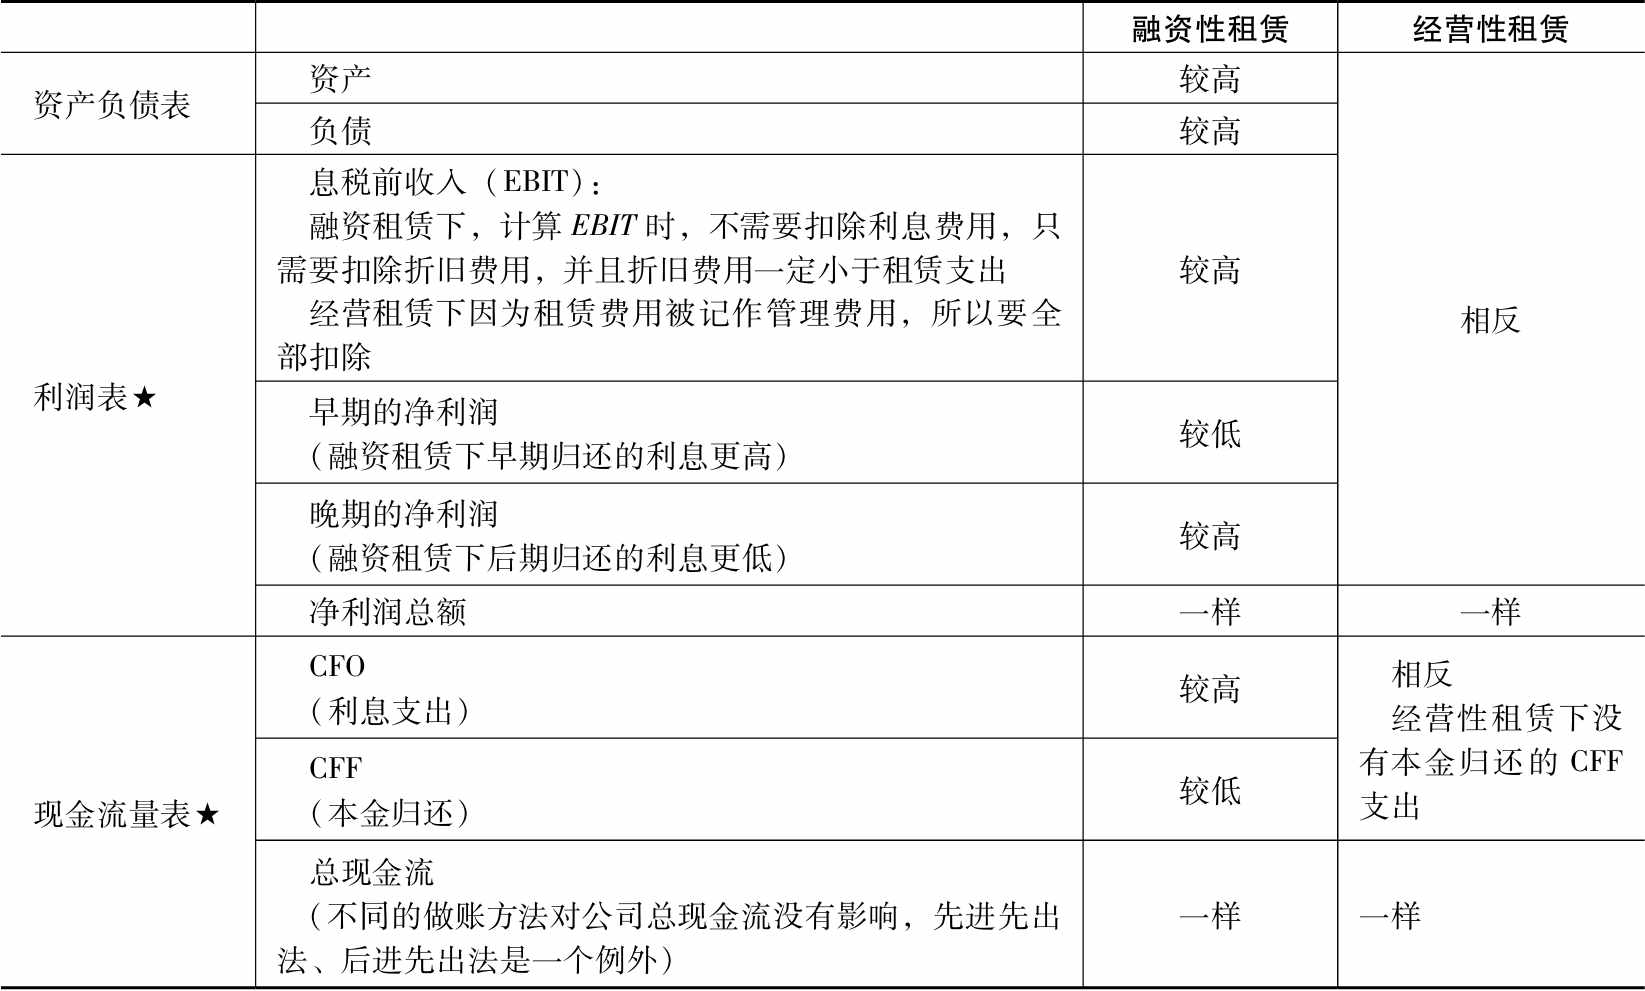 融资性租赁 经营性租赁
资产负债表
资产 较高
负债 较高
相反
利润表★
息税前收入（EBIT）：
融资租赁下，计算 EBIT 时，不需要扣除利息费用，只
需要扣除折旧费用，并且折旧费用一定小于租赁支出
经营租赁下因为租赁费用被记作管理费用，所以要全
部扣除
较高
早期的净利润
（融资租赁下早期归还的利息更高）
较低
晚期的净利润
（融资租赁下后期归还的利息更低）
较高
净利润总额 一样 一样
现金流量表★
CFO
（利息支出）
较高
CFF
（本金归还）
较低
相反
经营性租赁下没
有本金归还的 CFF
支出
总现金流
（不同的做账方法对公司总现金流没有影响，先进先出
法、后进先出法是一个例外）
一样 一样